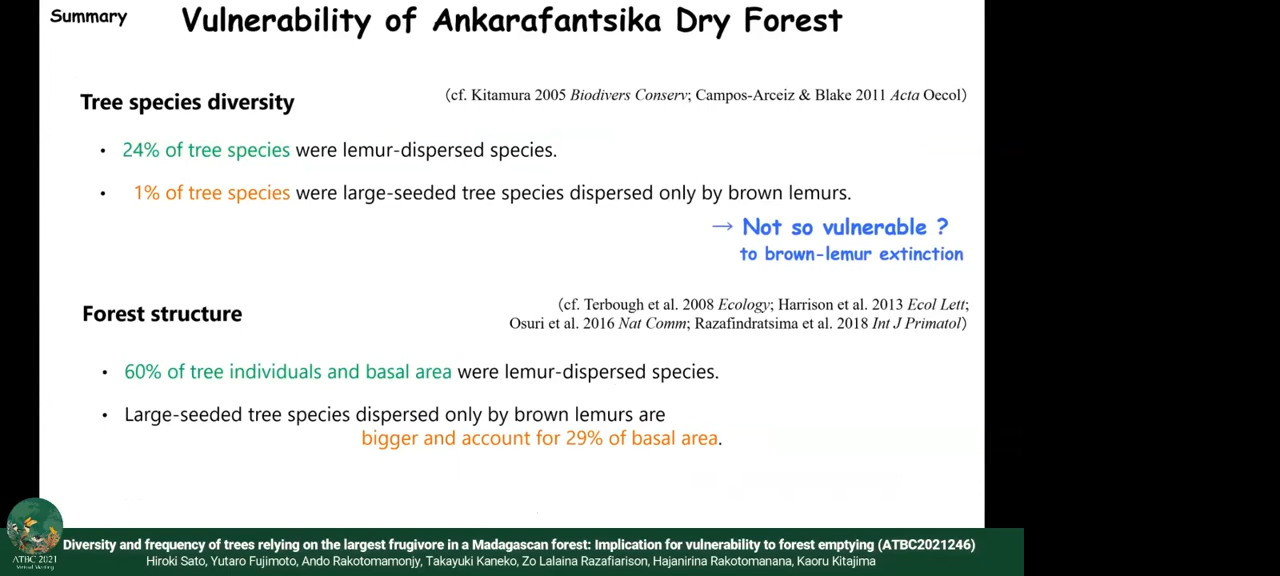 Summary
Vulnerability of Ankarafantsika Dry Forest
Tree species diversity
(cf. Kitamura 2005 Biodivers Conserv; Campos-Arceiz & Blake 2011 Acta Oecol)
• 24% of tree species were lemur-dispersed species.
• 1% of tree species were large-seeded tree species dispersed only by brown lemurs.
→ Not so vulnerable ?
to brown-lemur extinction
Forest structure
(cf. Terbough et al. 2008 Ecology; Harrison et al. 2013 Ecol Lett;
Osuri et al. 2016 Nat Comm; Razafindratsima et al. 2018 Int J Primatol)
• 60% of tree individuals and basal area were lemur-dispersed species.
• Large-seeded tree species dispersed only by brown lemurs are
bigger and account for 29% of basal area.
ATBC 2021
Virtual Meeting
Diversity and frequency of trees relying on the largest frugivore in a Madagascan forest: Implication for vulnerability to forest emptying (ATBC2021246)
Hiroki Sato, Yutaro Fujimoto, Ando Rakotomamonjy, Takayuki Kaneko, Zo Lalaina Razafiarison, Hajanirina Rakotomanana, Kaoru Kitajima